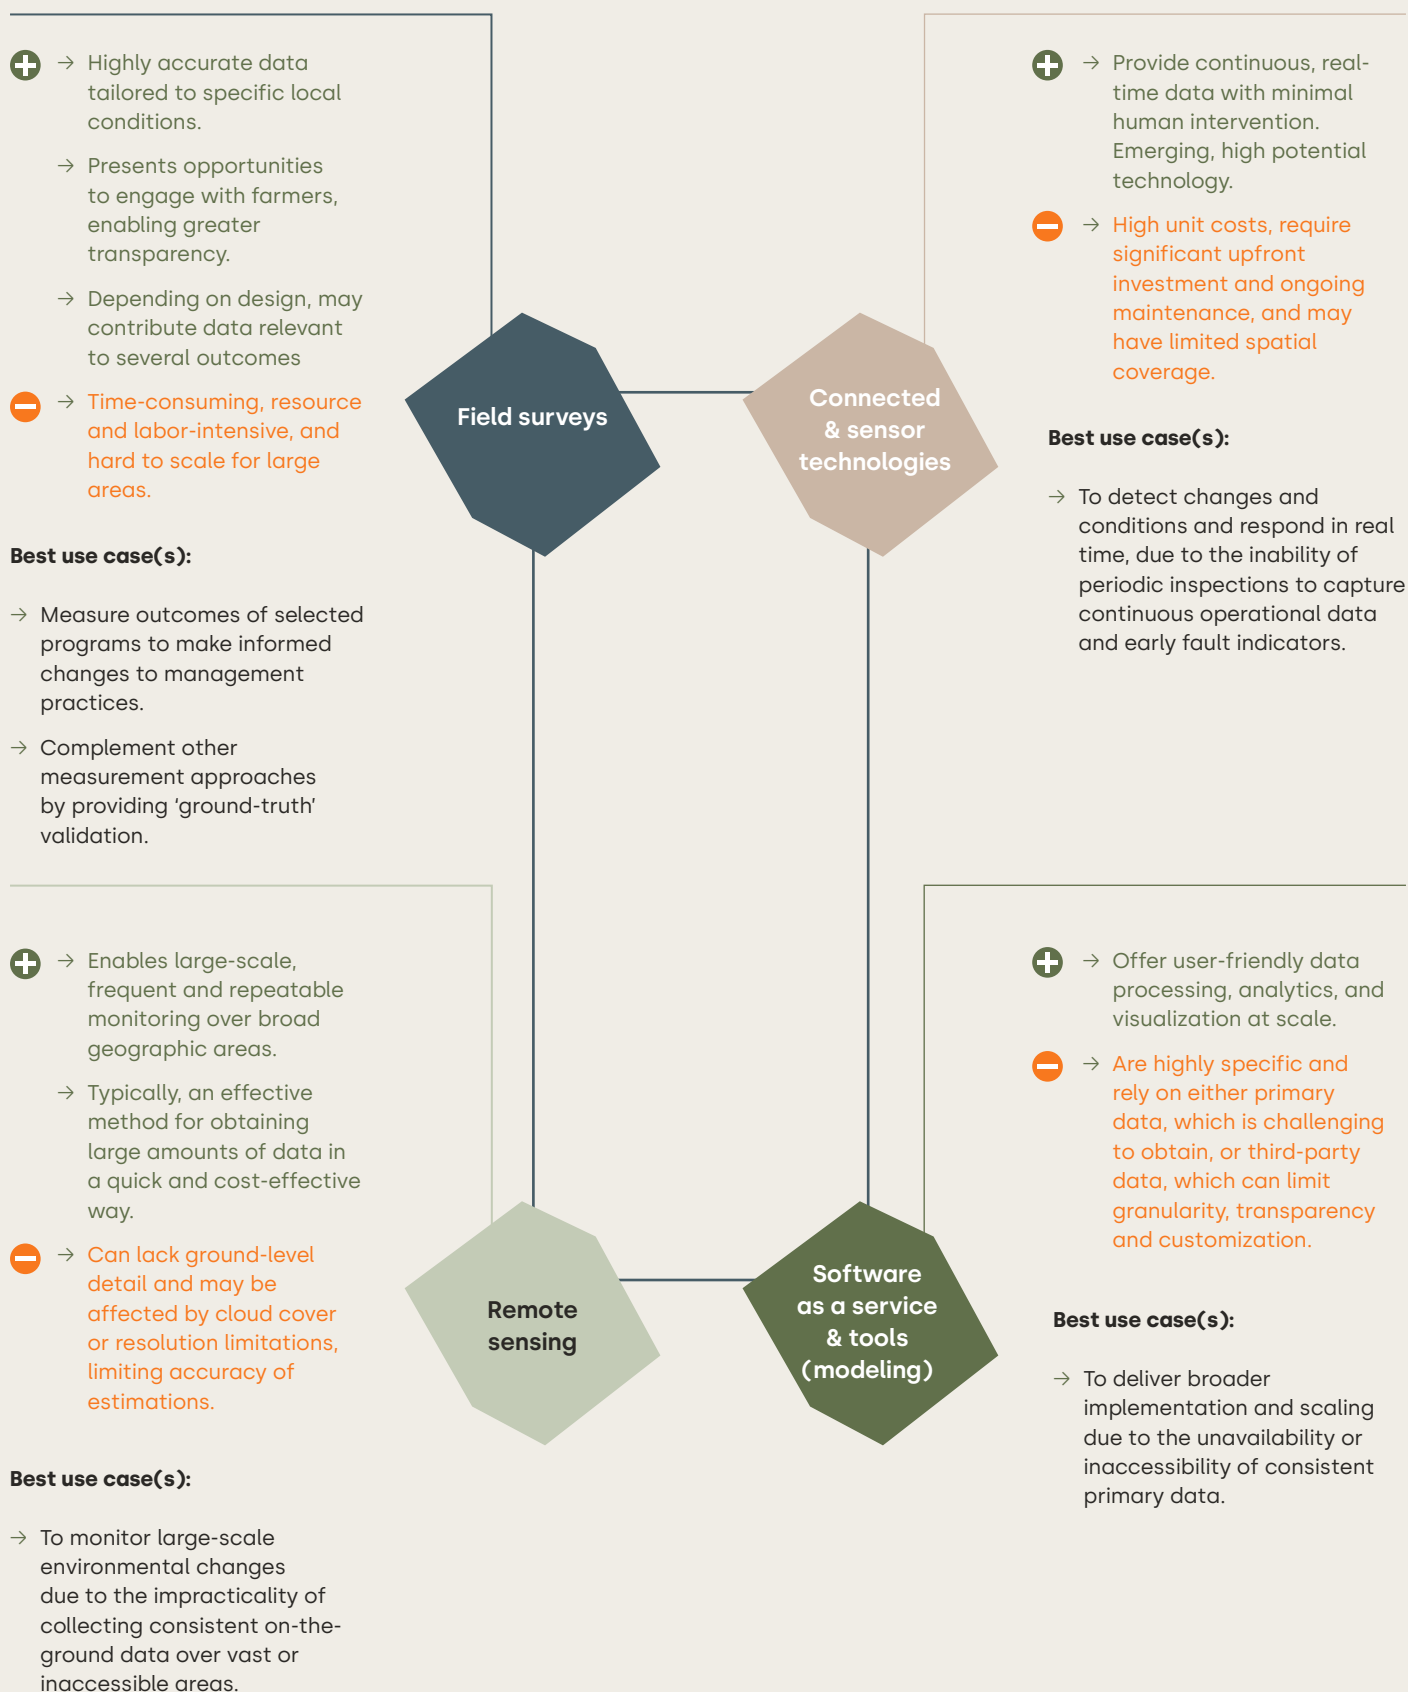 → Highly accurate data
tailored to specific local
conditions.
→ Presents opportunities
to engage with farmers,
enabling greater
transparency.
→ Depending on design, may
contribute data relevant
to several outcomes
→ Time-consuming, resource
and labor-intensive, and
hard to scale for large
areas.
Best use case(s):
→ Measure outcomes of selected
programs to make informed
changes to management
practices.
→ Complement other
measurement approaches
by providing ‘ground-truth’
validation.
Field surveys
Connected
& sensor
technologies
→ Provide continuous, real-
time data with minimal
human intervention.
Emerging, high potential
technology.
→ High unit costs, require
significant upfront
investment and ongoing
maintenance, and may
have limited spatial
coverage.
Best use case(s):
→ To detect changes and
conditions and respond in real
time, due to the inability of
periodic inspections to capture
continuous operational data
and early fault indicators.
→ Enables large-scale,
frequent and repeatable
monitoring over broad
geographic areas.
→ Typically, an effective
method for obtaining
large amounts of data in
a quick and cost-effective
way.
→ Can lack ground-level
detail and may be
affected by cloud cover
or resolution limitations,
limiting accuracy of
estimations.
Best use case(s):
→ To monitor large-scale
environmental changes
due to the impracticality of
collecting consistent on-the-
ground data over vast or
inaccessible areas.
Remote
sensing
Software
as a service
& tools
(modeling)
→ Offer user-friendly data
processing, analytics, and
visualization at scale.
→ Are highly specific and
rely on either primary
data, which is challenging
to obtain, or third-party
data, which can limit
granularity, transparency
and customization.
Best use case(s):
→ To deliver broader
implementation and scaling
due to the unavailability or
inaccessibility of consistent
primary data.